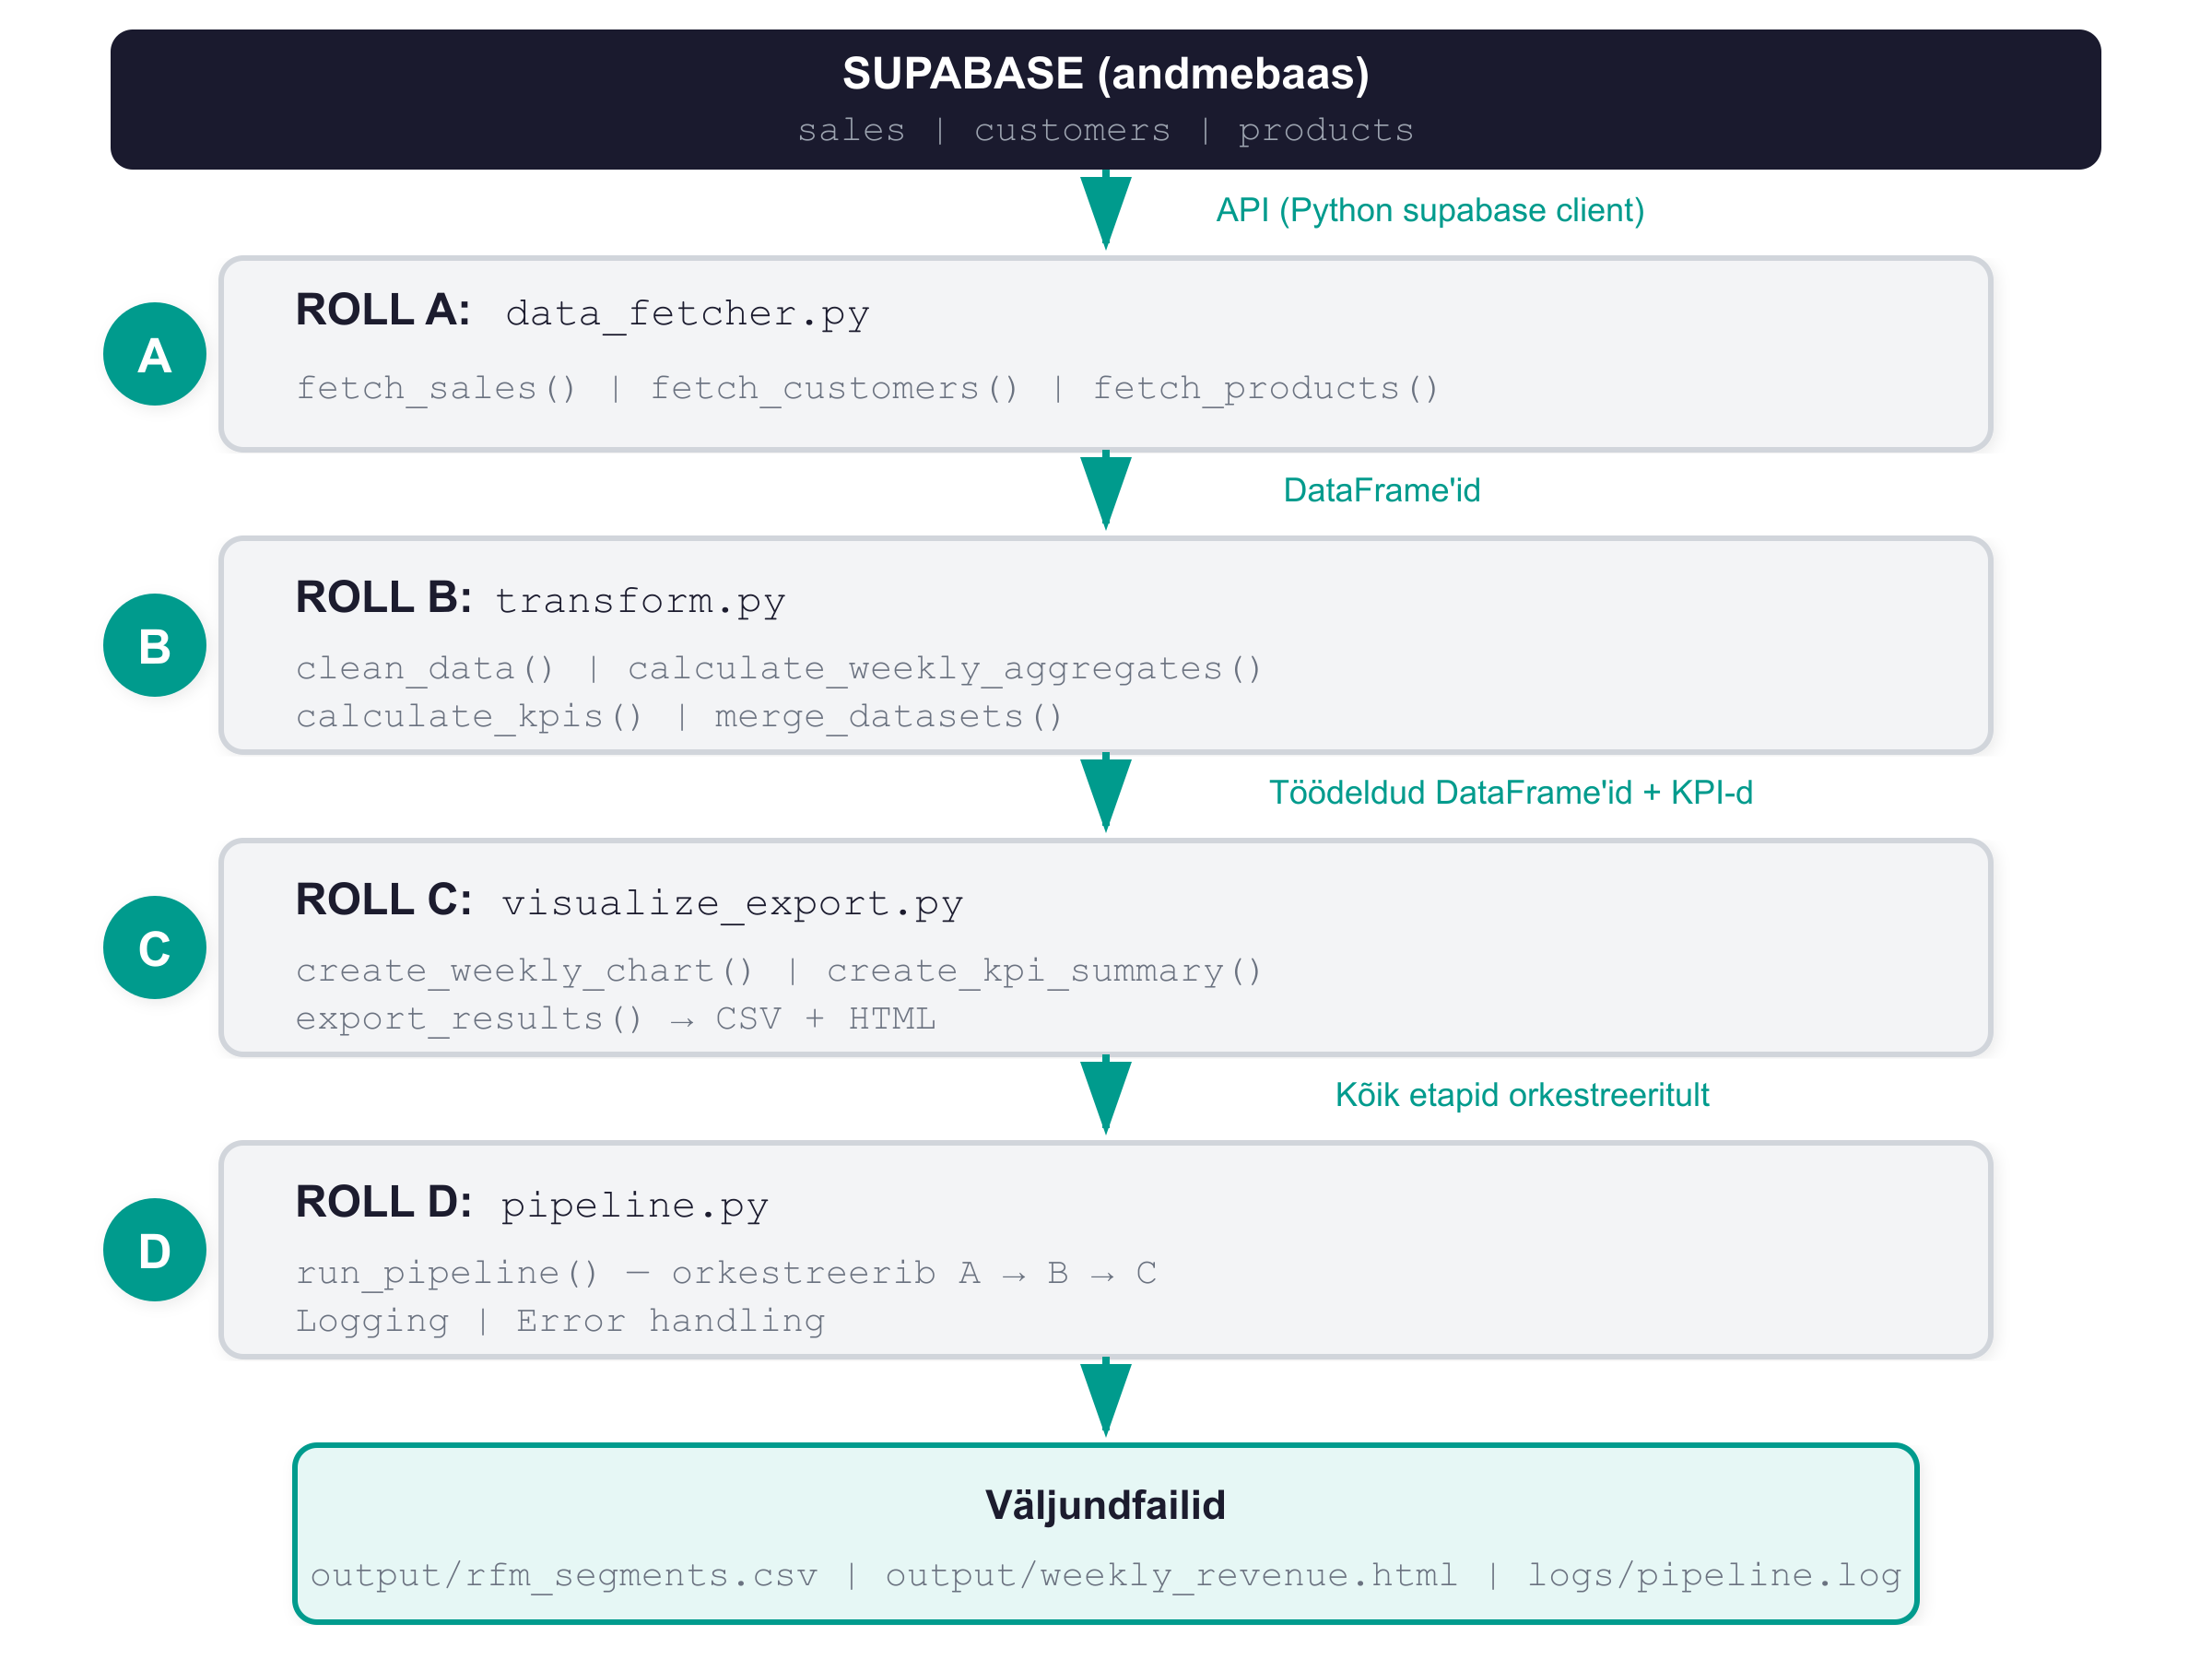 SUPABASE (andmebaas)
sales | customers | products
API (Python supabase client)
A
ROLL A: data_fetcher.py
fetch_sales() | fetch_customers() | fetch_products()
DataFrame'id
B
ROLL B: transform.py
clean_data() | calculate_weekly_aggregates()
calculate_kpis() | merge_datasets()
Töödeldud DataFrame'id + KPI-d
C
ROLL C: visualize_export.py
create_weekly_chart() | create_kpi_summary()
export_results() → CSV + HTML
Kõik etapid orkestreeritult
D
ROLL D: pipeline.py
run_pipeline() — orkestreerib A → B → C
Logging | Error handling
Väljundfailid
output/rfm_segments.csv | output/weekly_revenue.html | logs/pipeline.log